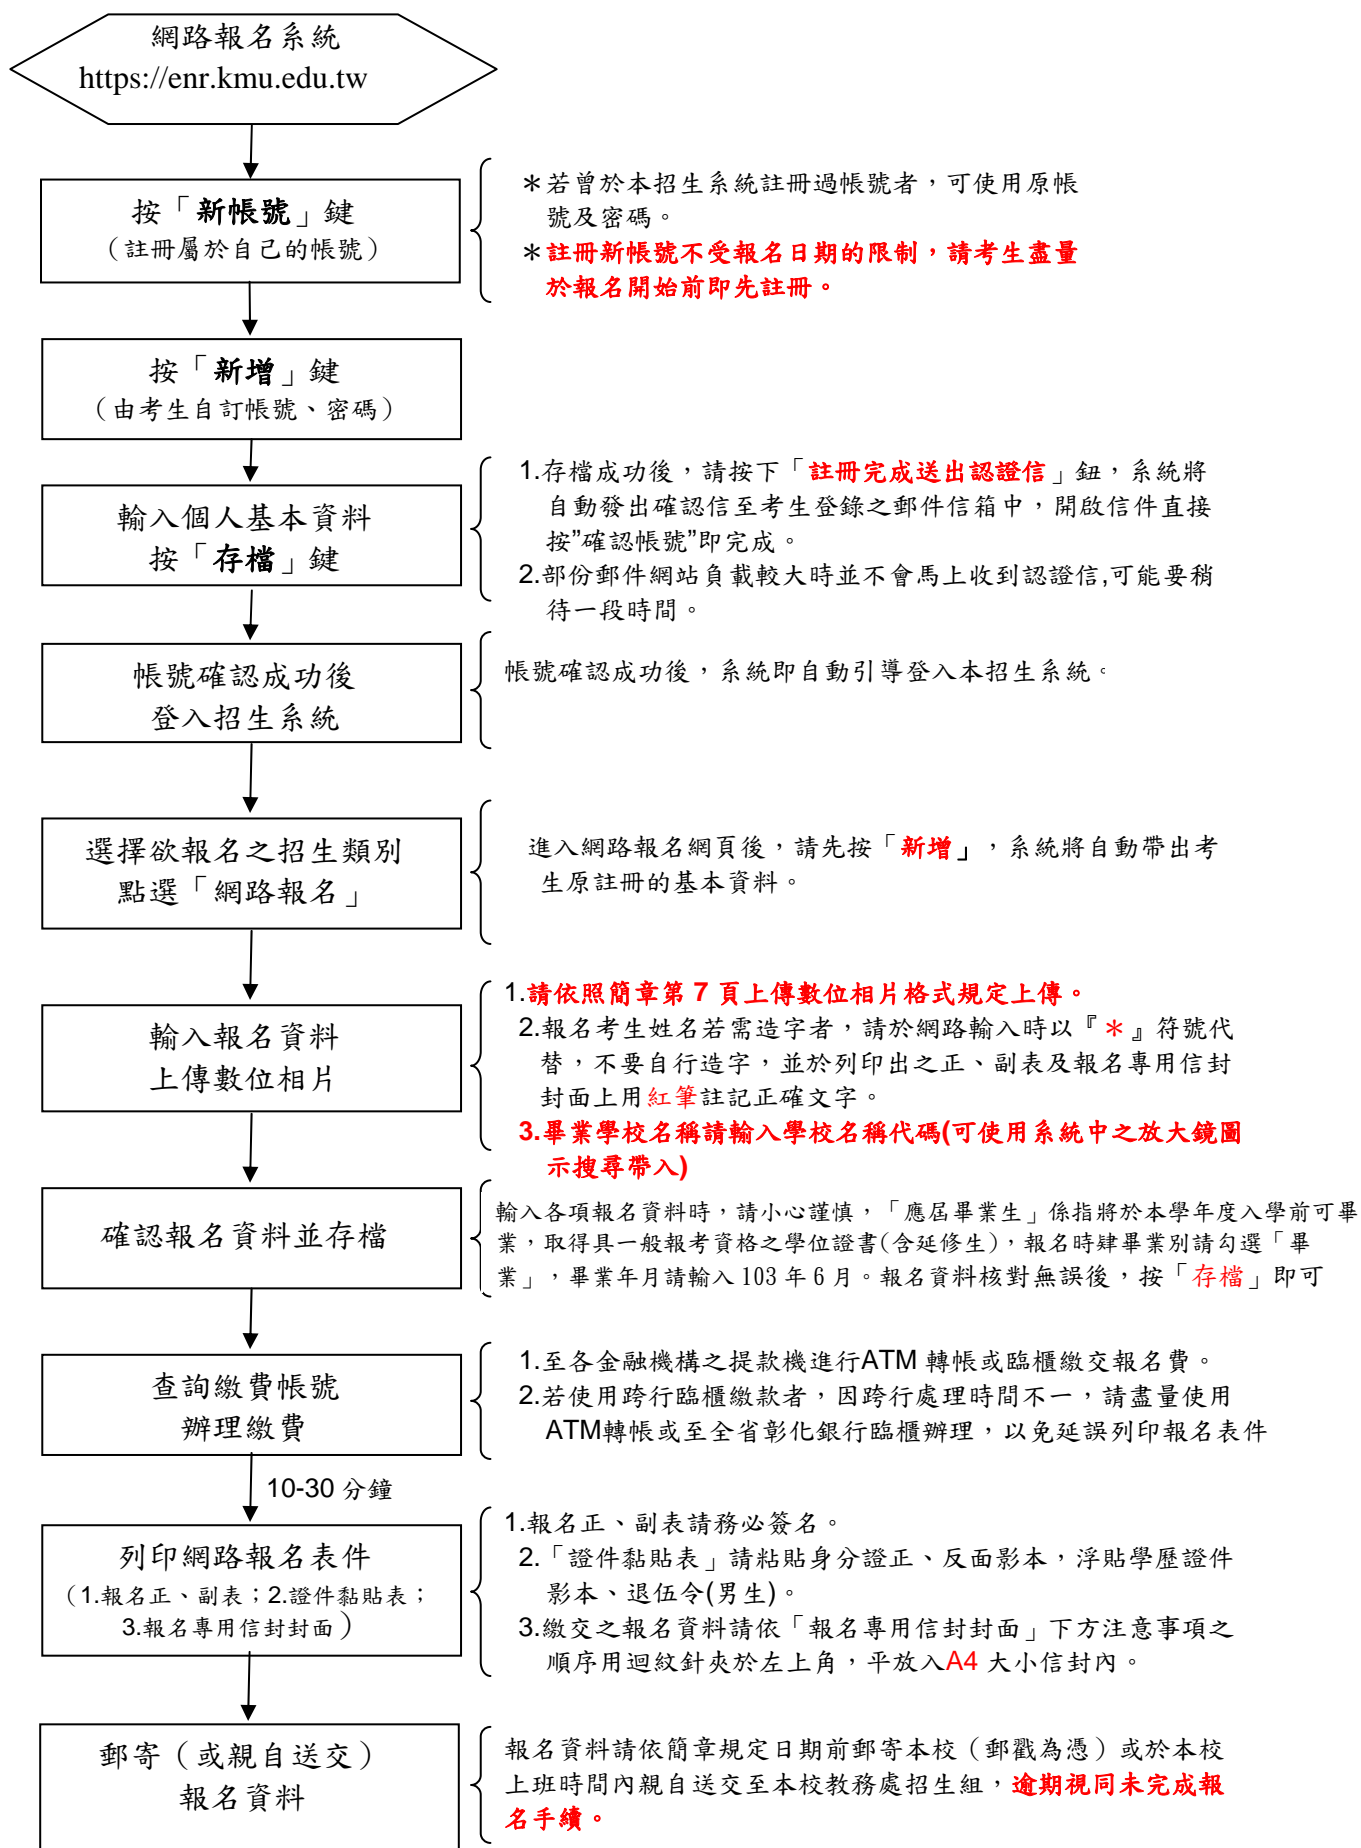 網路報名系統
https://enr.kmu.edu.tw
按「新帳號」鍵
（註冊屬於自己的帳號）
＊若曾於本招生系統註冊過帳號者，可使用原帳
號及密碼。
＊註冊新帳號不受報名日期的限制，請考生盡量
於報名開始前即先註冊。
按「新增」鍵
（由考生自訂帳號、密碼）
輸入個人基本資料
按「存檔」鍵
1.存檔成功後，請按下「註冊完成送出認證信」鈕，系統將
自動發出確認信至考生登錄之郵件信箱中，開啟信件直接
按”確認帳號”即完成。
2.部份郵件網站負載較大時並不會馬上收到認證信,可能要稍
待一段時間。
帳號確認成功後
登入招生系統
帳號確認成功後，系統即自動引導登入本招生系統。
選擇欲報名之招生類別
點選「網路報名」
進入網路報名網頁後，請先按「新增」，系統將自動帶出考
生原註冊的基本資料。
輸入報名資料
上傳數位相片
1.請依照簡章第 7 頁上傳數位相片格式規定上傳。
2.報名考生姓名若需造字者，請於網路輸入時以『＊』符號代
替，不要自行造字，並於列印出之正、副表及報名專用信封
封面上用紅筆註記正確文字。
3.畢業學校名稱請輸入學校名稱代碼(可使用系統中之放大鏡圖
示搜尋帶入)
確認報名資料並存檔
輸入各項報名資料時，請小心謹慎，「應屆畢業生」係指將於本學年度入學前可畢
業，取得具一般報考資格之學位證書(含延修生)，報名時肄畢業別請勾選「畢
業」，畢業年月請輸入 103 年 6 月。報名資料核對無誤後，按「存檔」即可
查詢繳費帳號
辦理繳費
1.至各金融機構之提款機進行ATM 轉帳或臨櫃繳交報名費。
2.若使用跨行臨櫃繳款者，因跨行處理時間不一，請盡量使用
ATM轉帳或至全省彰化銀行臨櫃辦理，以免延誤列印報名表件
10-30 分鐘
列印網路報名表件
（1.報名正、副表；2.證件黏貼表；
3.報名專用信封封面）
1.報名正、副表請務必簽名。
2.「證件黏貼表」請粘貼身分證正、反面影本，浮貼學歷證件
影本、退伍令(男生)。
3.繳交之報名資料請依「報名專用信封封面」下方注意事項之
順序用迴紋針夾於左上角，平放入A4 大小信封內。
郵寄（或親自送交）
報名資料
報名資料請依簡章規定日期前郵寄本校（郵戳為憑）或於本校
上班時間內親自送交至本校教務處招生組，逾期視同未完成報
名手續。